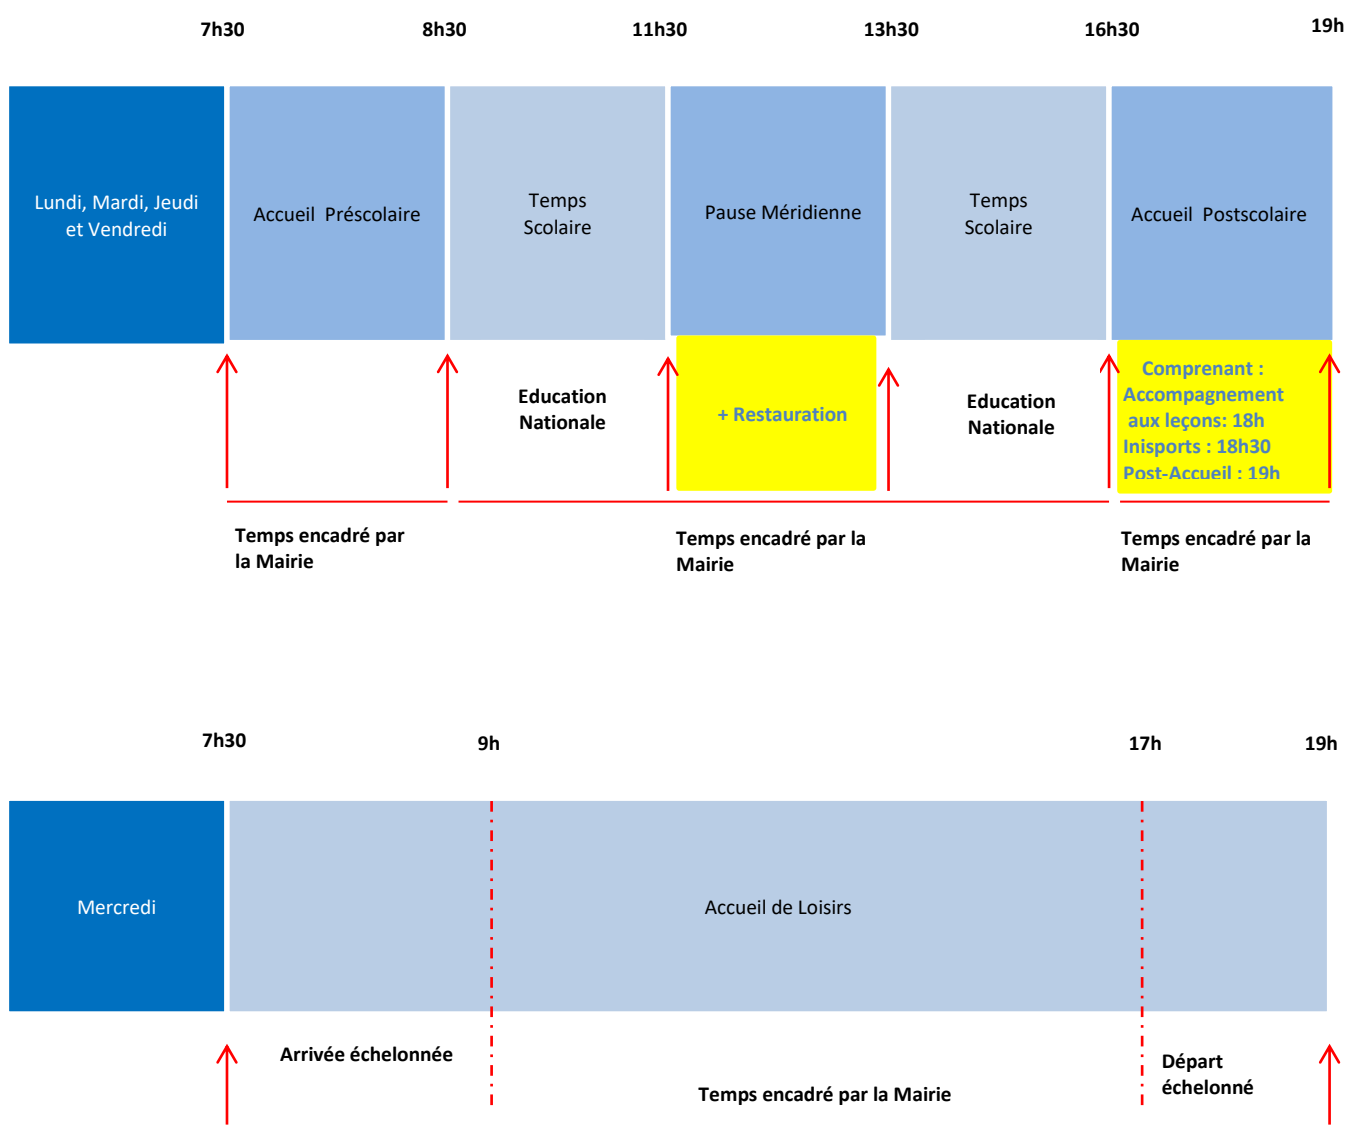 7h30 8h30 11h30 13h30 16h30 19h
Lundi, Mardi, Jeudi
et Vendredi
Accueil Préscolaire
Temps
Scolaire
Pause Méridienne
Temps
Scolaire
Accueil Postscolaire
Education
Nationale
+ Restauration
Education
Nationale
Comprenant :
Accompagnement
aux leçons: 18h
Inisports : 18h30
Post-Accueil : 19h
Temps encadré par
la Mairie
Temps encadré par la
Mairie
Temps encadré par la
Mairie
7h30 9h 17h 19h
Mercredi
Accueil de Loisirs
Arrivée échelonnée
Temps encadré par la Mairie
Départ
échelonné